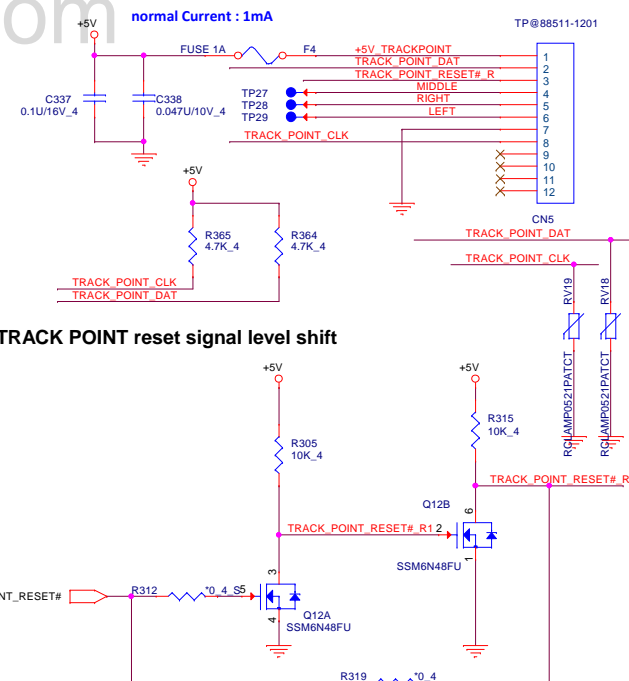 om
normal Current : 1mA
+5V
TP@88511-1201
FUSE 1A
F4
+5V_TRACKPOINT
1
TRACK_POINT_DAT
2
TRACK_POINT_RESET#_R
3
TP27
MIDDLE
4
C337
0.1U/16V_4
C338
0.047U/10V_4
TP28
RIGHT
5
TP29
LEFT
6
7
TRACK_POINT_CLK
8
9
10
11
12
CN5
+5V
R365
4.7K_4
R364
4.7K_4
TRACK_POINT_CLK
TRACK_POINT_DAT
TRACK_POINT_DAT
TRACK_POINT_CLK
RV19
RV18
RCLAMP0521PATCT
RCLAMP0521PATCT
TRACK POINT reset signal level shift
+5V
+5V
R305
10K_4
R315
10K_4
TRACK_POINT_RESET#_R
Q12B
6
TRACK_POINT_RESET#_R1
2
1
SSM6N48FU
3
NT_RESET#
R312
*0_4_S
5
4
Q12A
SSM6N48FU
R319
*0_4